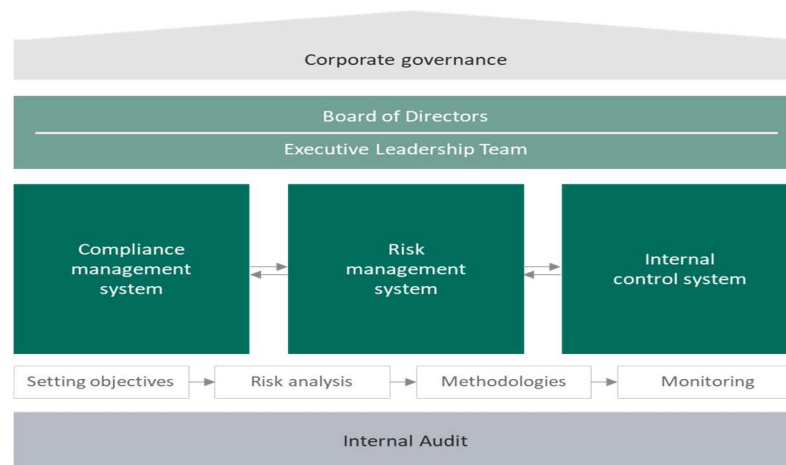 Corporate governance
Board of Directors
Executive Leadership Team
Compliance
management
system
Risk
management
system
Internal
control system
Setting objectives
Risk analysis
Methodologies
Monitoring
Internal Audit